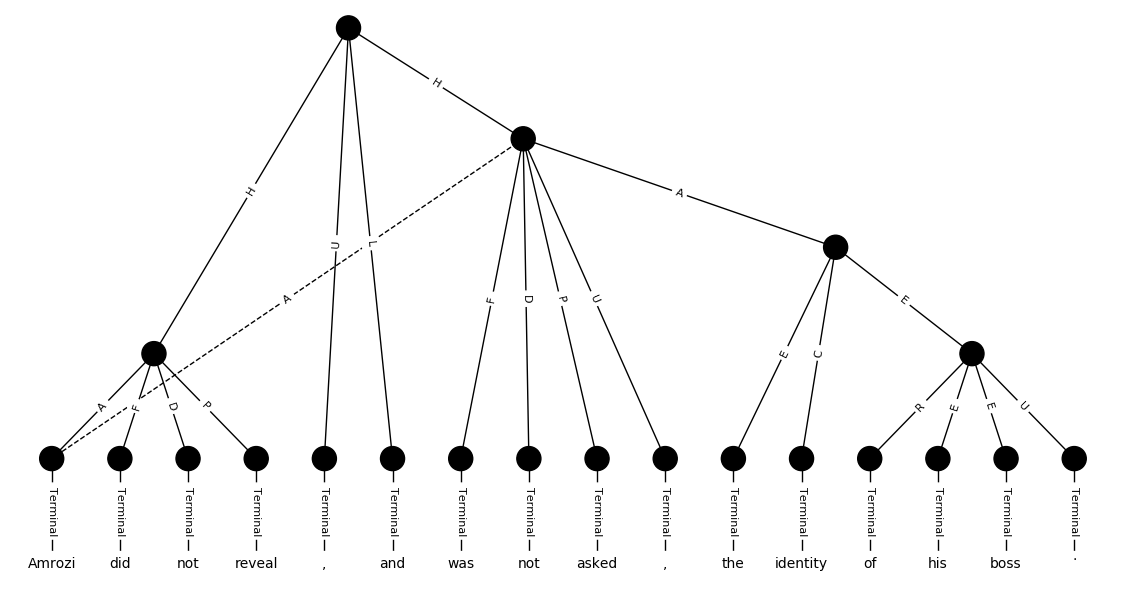 H
A
H
U
L
A
F
D
P
U
E
A
F
D
P
E
C
R
E
E
U
Terminal Terminal Terminal Terminal Terminal Terminal Terminal Terminal Terminal Terminal Terminal Terminal Terminal Terminal Terminal Terminal
Amrozi did not reveal , and was not asked , the identity of his boss .